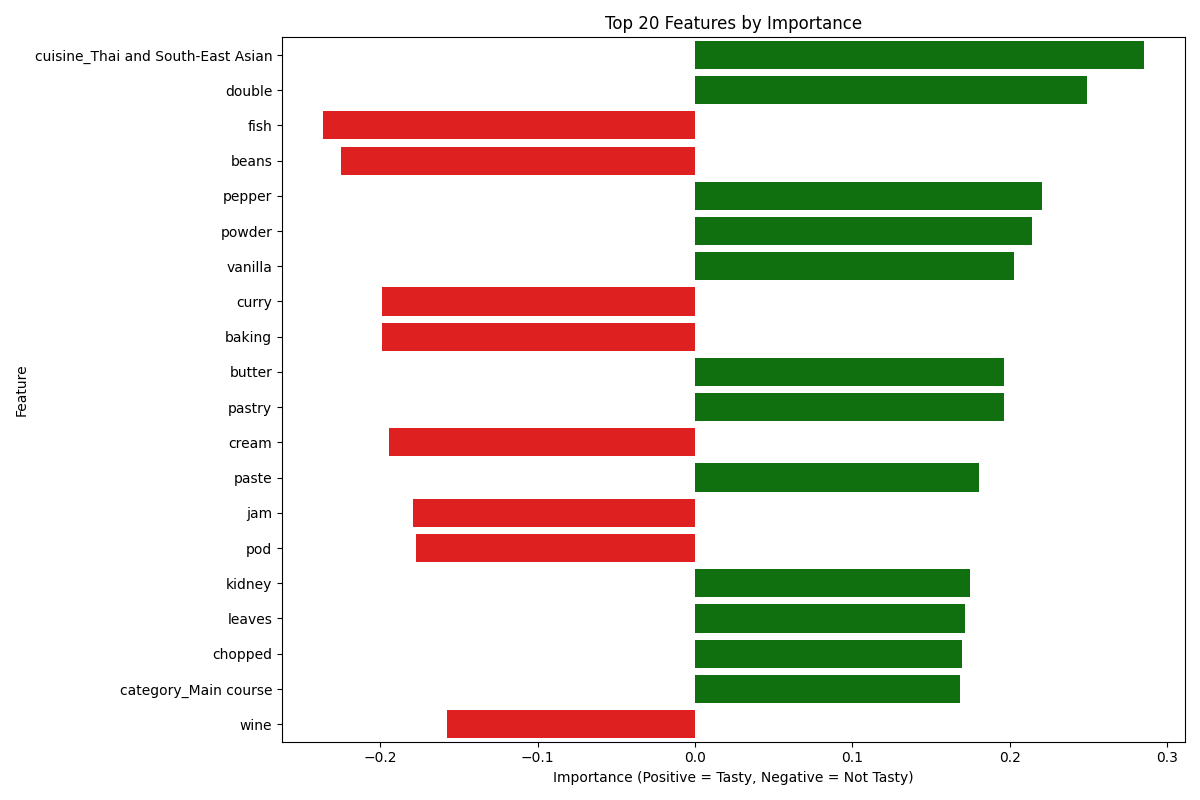 Top 20 Features by Importance
cuisine_Thai and South-East Asian
double
fish
beans
pepper
powder
vanilla
curry
baking
butter
pastry
cream
paste
jam
pod
kidney
leaves
chopped
category_Main course
wine
Feature
−0.2 −0.1 0.0 0.1 0.2 0.3
Importance (Positive = Tasty, Negative = Not Tasty)